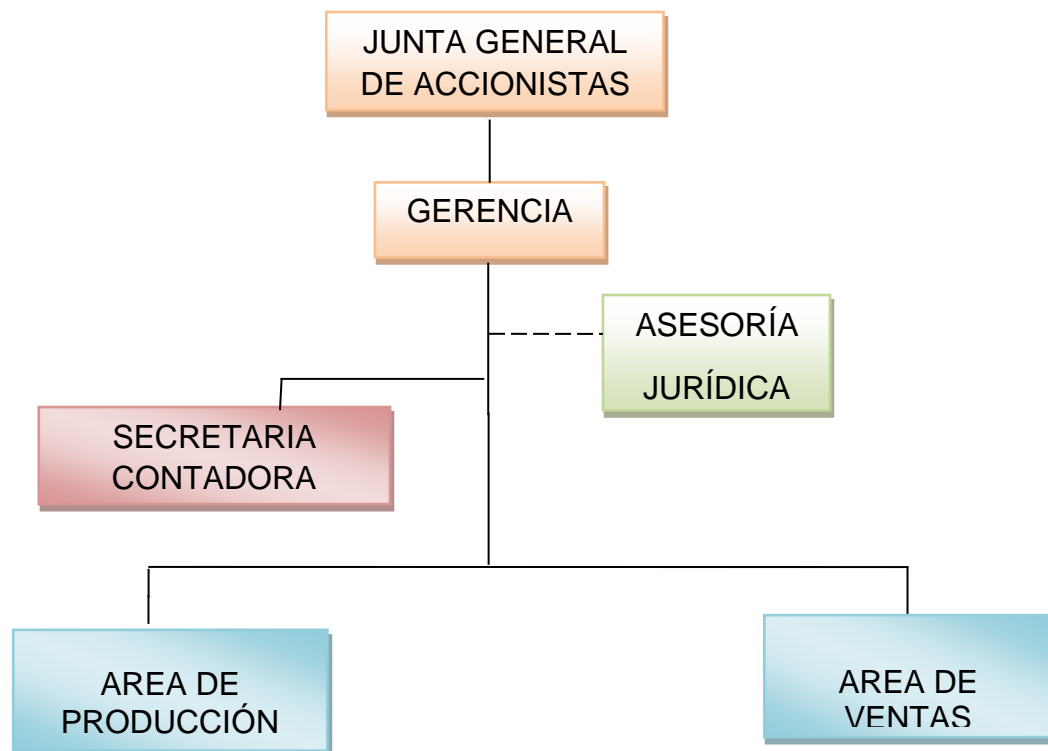 JUNTA GENERAL
DE ACCIONISTAS
GERENCIA
ASESORÍA
JURÍDICA
SECRETARIA
CONTADORA
AREA DE
PRODUCCIÓN
AREA DE
VENTAS